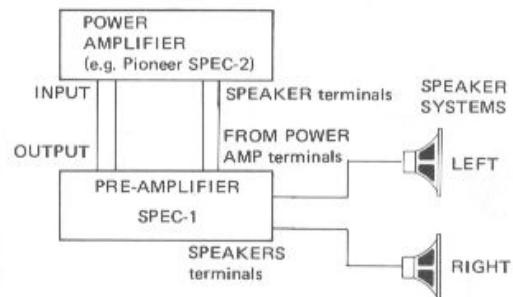 POWER
AMPLIFIER
(e.g. Pioneer SPEC-2)
INPUT
SPEAKER terminals
SPEAKER
SYSTEMS
OUTPUT
FROM POWER
AMP terminals
LEFT
PRE-AMPLIFIER
SPEC-1
SPEAKERS
terminals
RIGHT